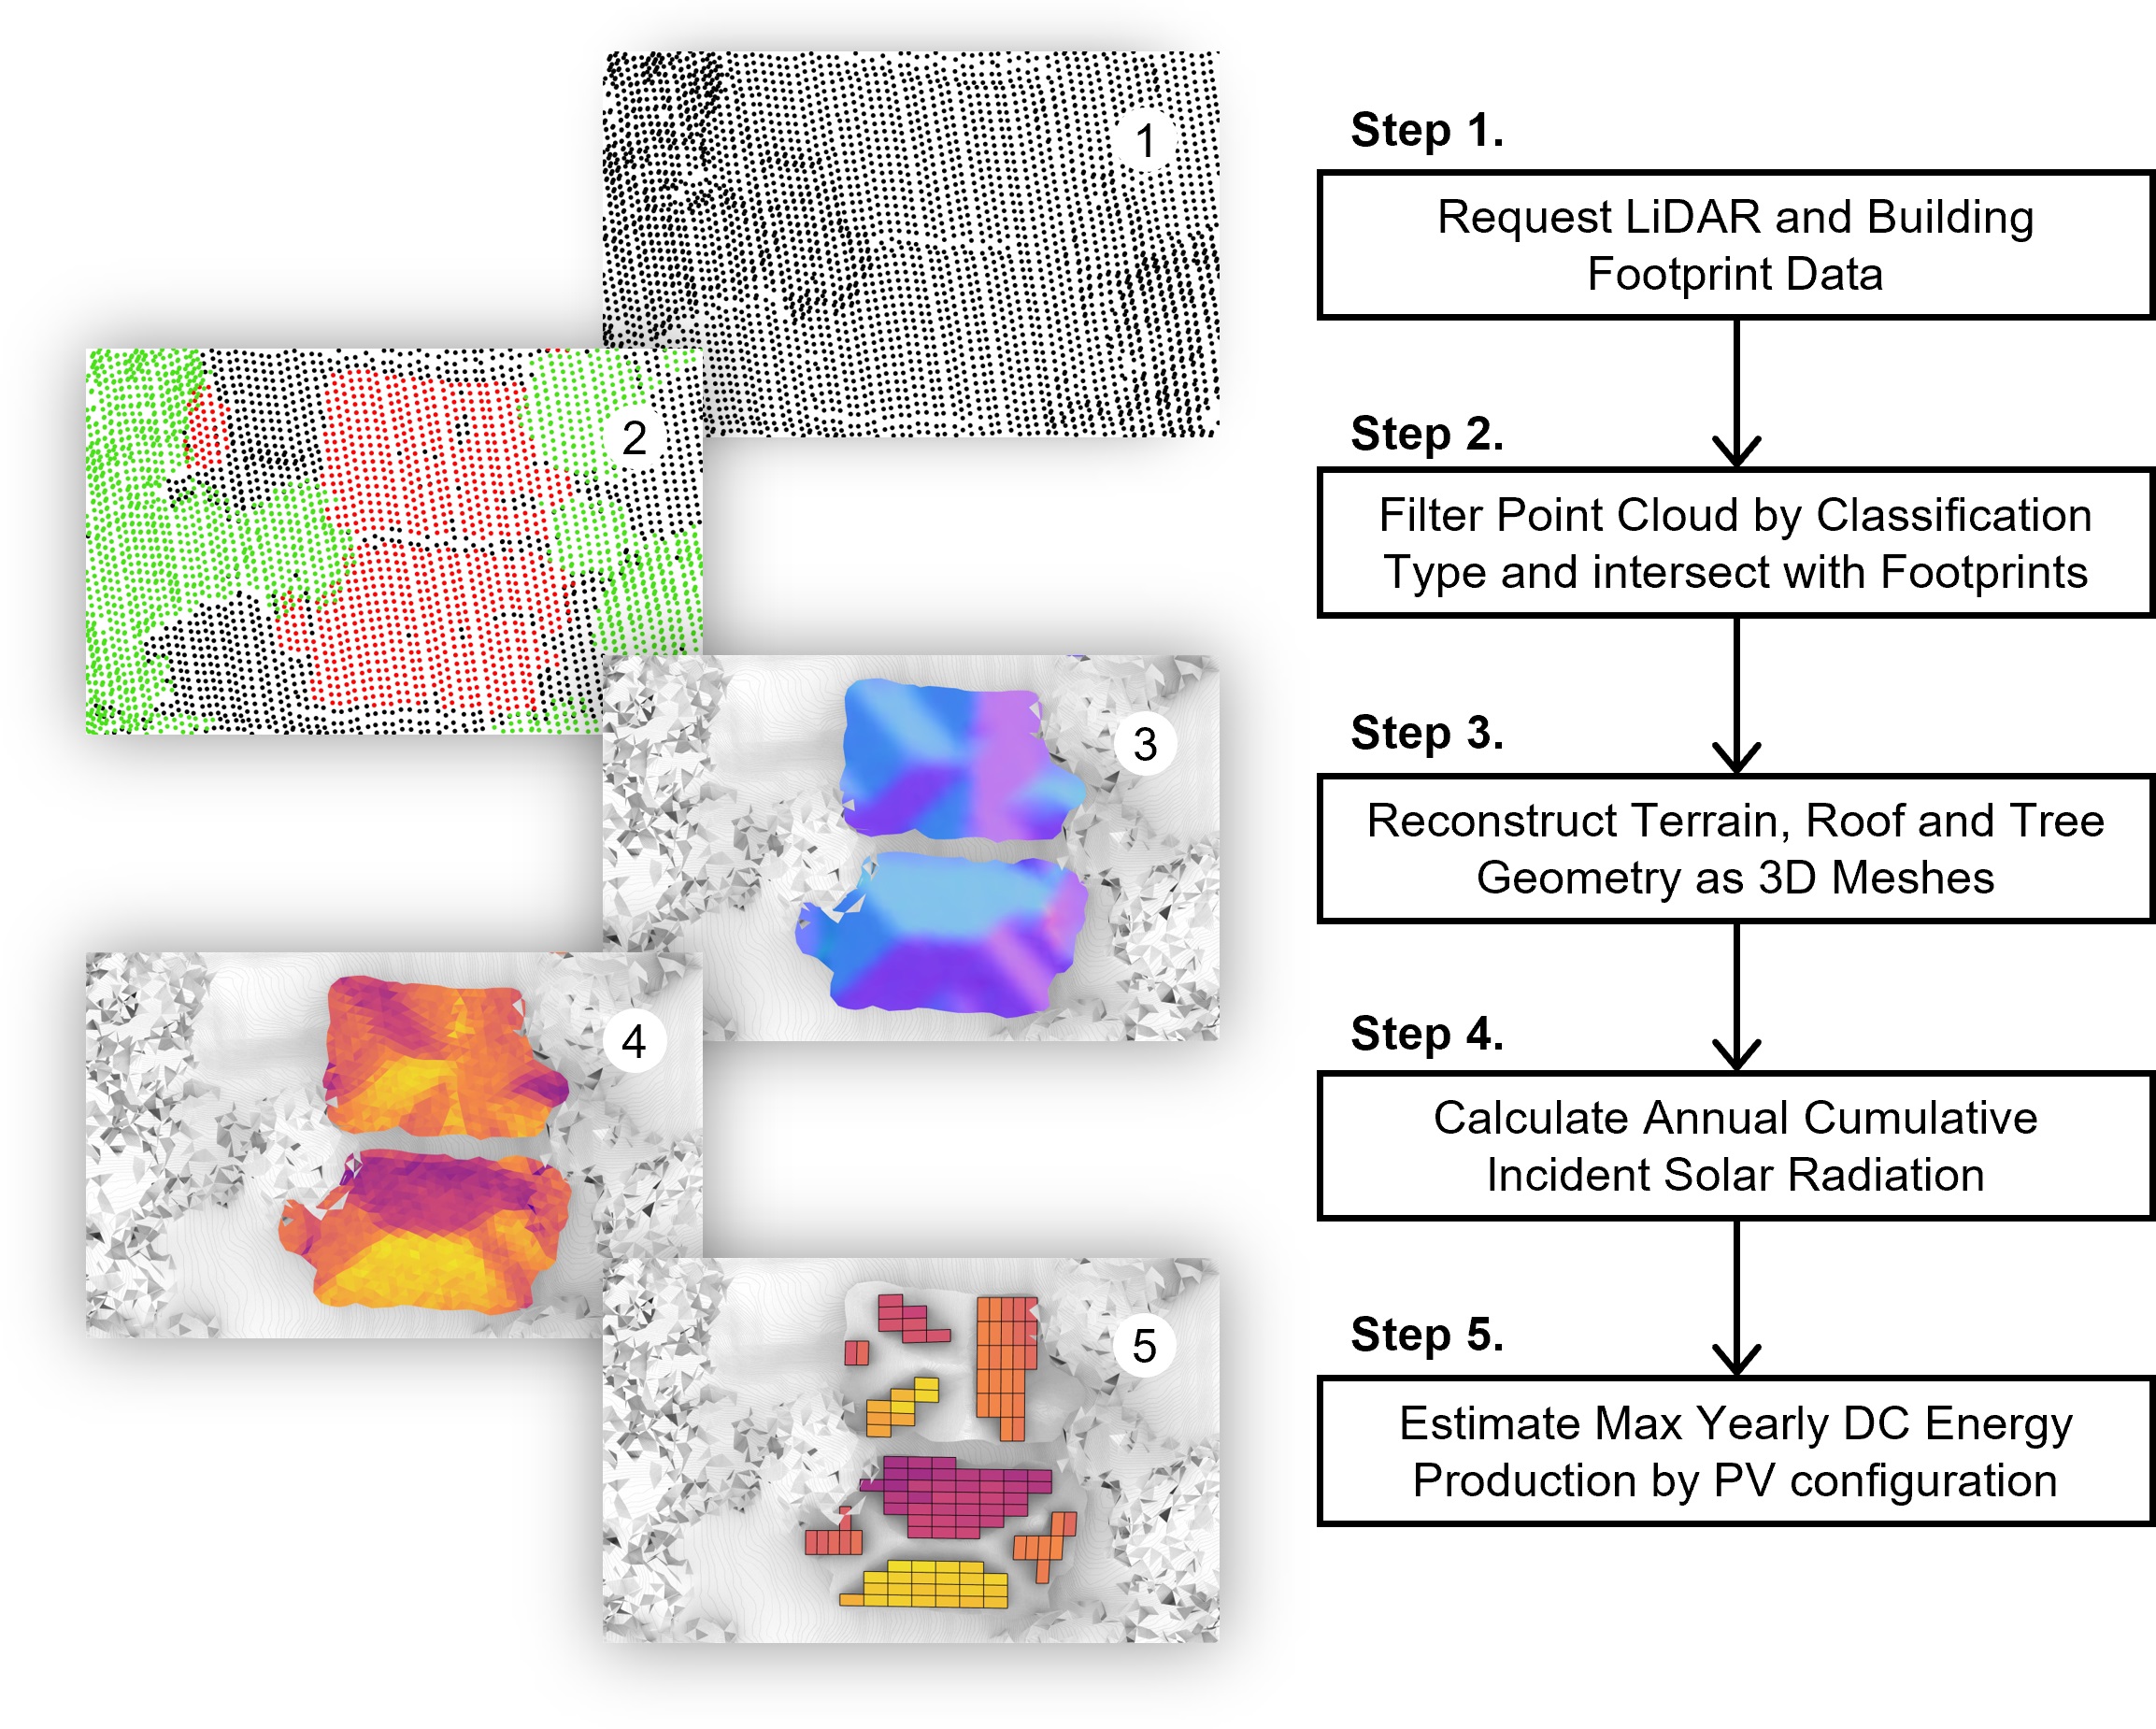 1
2
3
4
5
Step 1.
Request LiDAR and Building
Footprint Data
Step 2.
Filter Point Cloud by Classification
Type and intersect with Footprints
Step 3.
Reconstruct Terrain, Roof and Tree
Geometry as 3D Meshes
Step 4.
Calculate Annual Cumulative
Incident Solar Radiation
Step 5.
Estimate Max Yearly DC Energy
Production by PV configuration